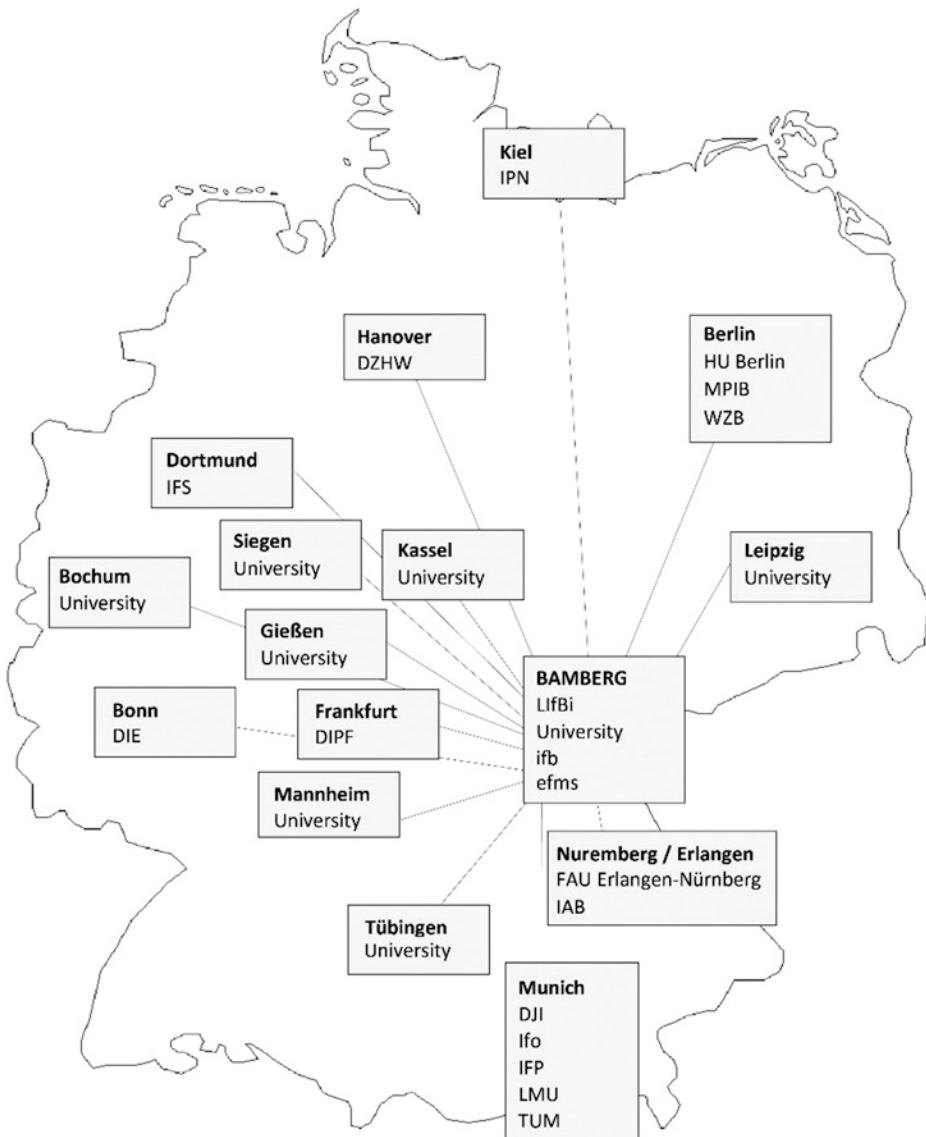 Kiel
IPN
Hanover
DZHW
Berlin
HU Berlin
MPIB
WZB
Dortmund
IFS
Siegen
University
Kassel
University
Leipzig
University
Bochum
University
Gießen
University
BAMBERG
LIfBi
University
ifb
efms
Bonn
DIE
Frankfurt
DIPF
Mannheim
University
Nuremberg / Erlangen
FAU Erlangen-Nürnberg
IAB
Tübingen
University
Munich
DJI
Ifo
IFP
LMU
TUM